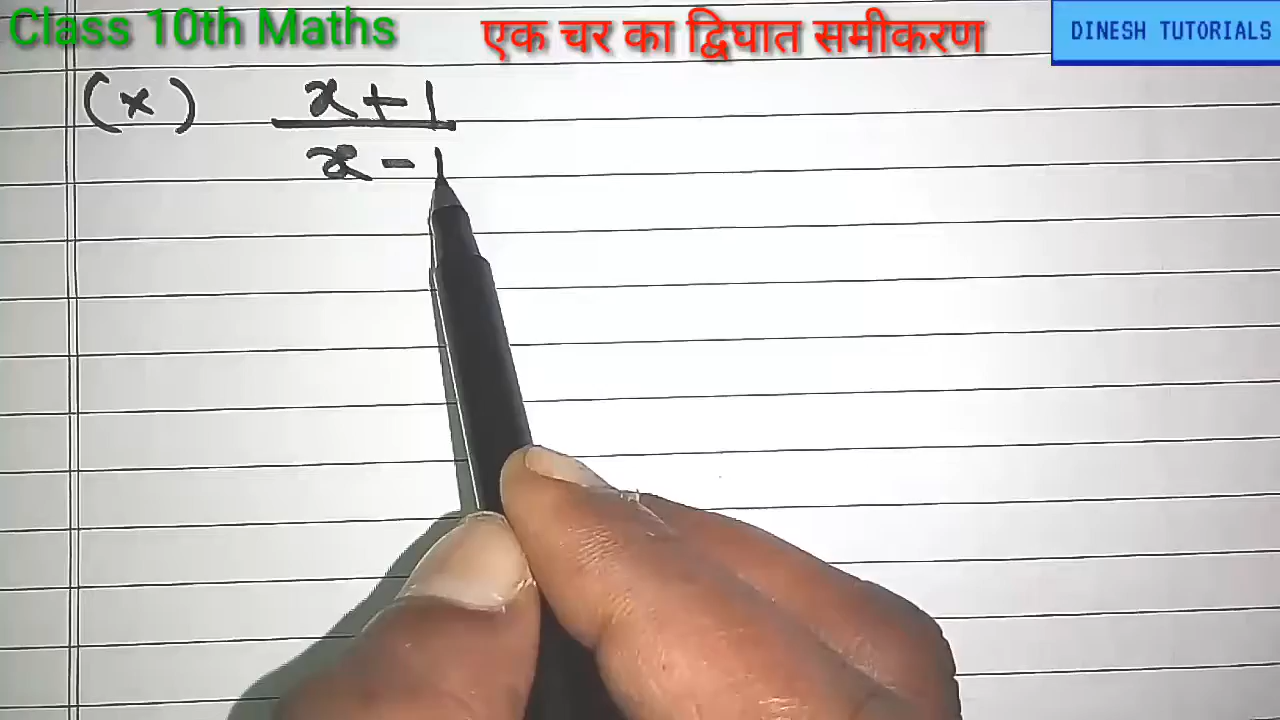 Class 10th Maths एक चर का द्विघात समीकरण DINESH TUTORIALS
(x) x + 1
x - 1